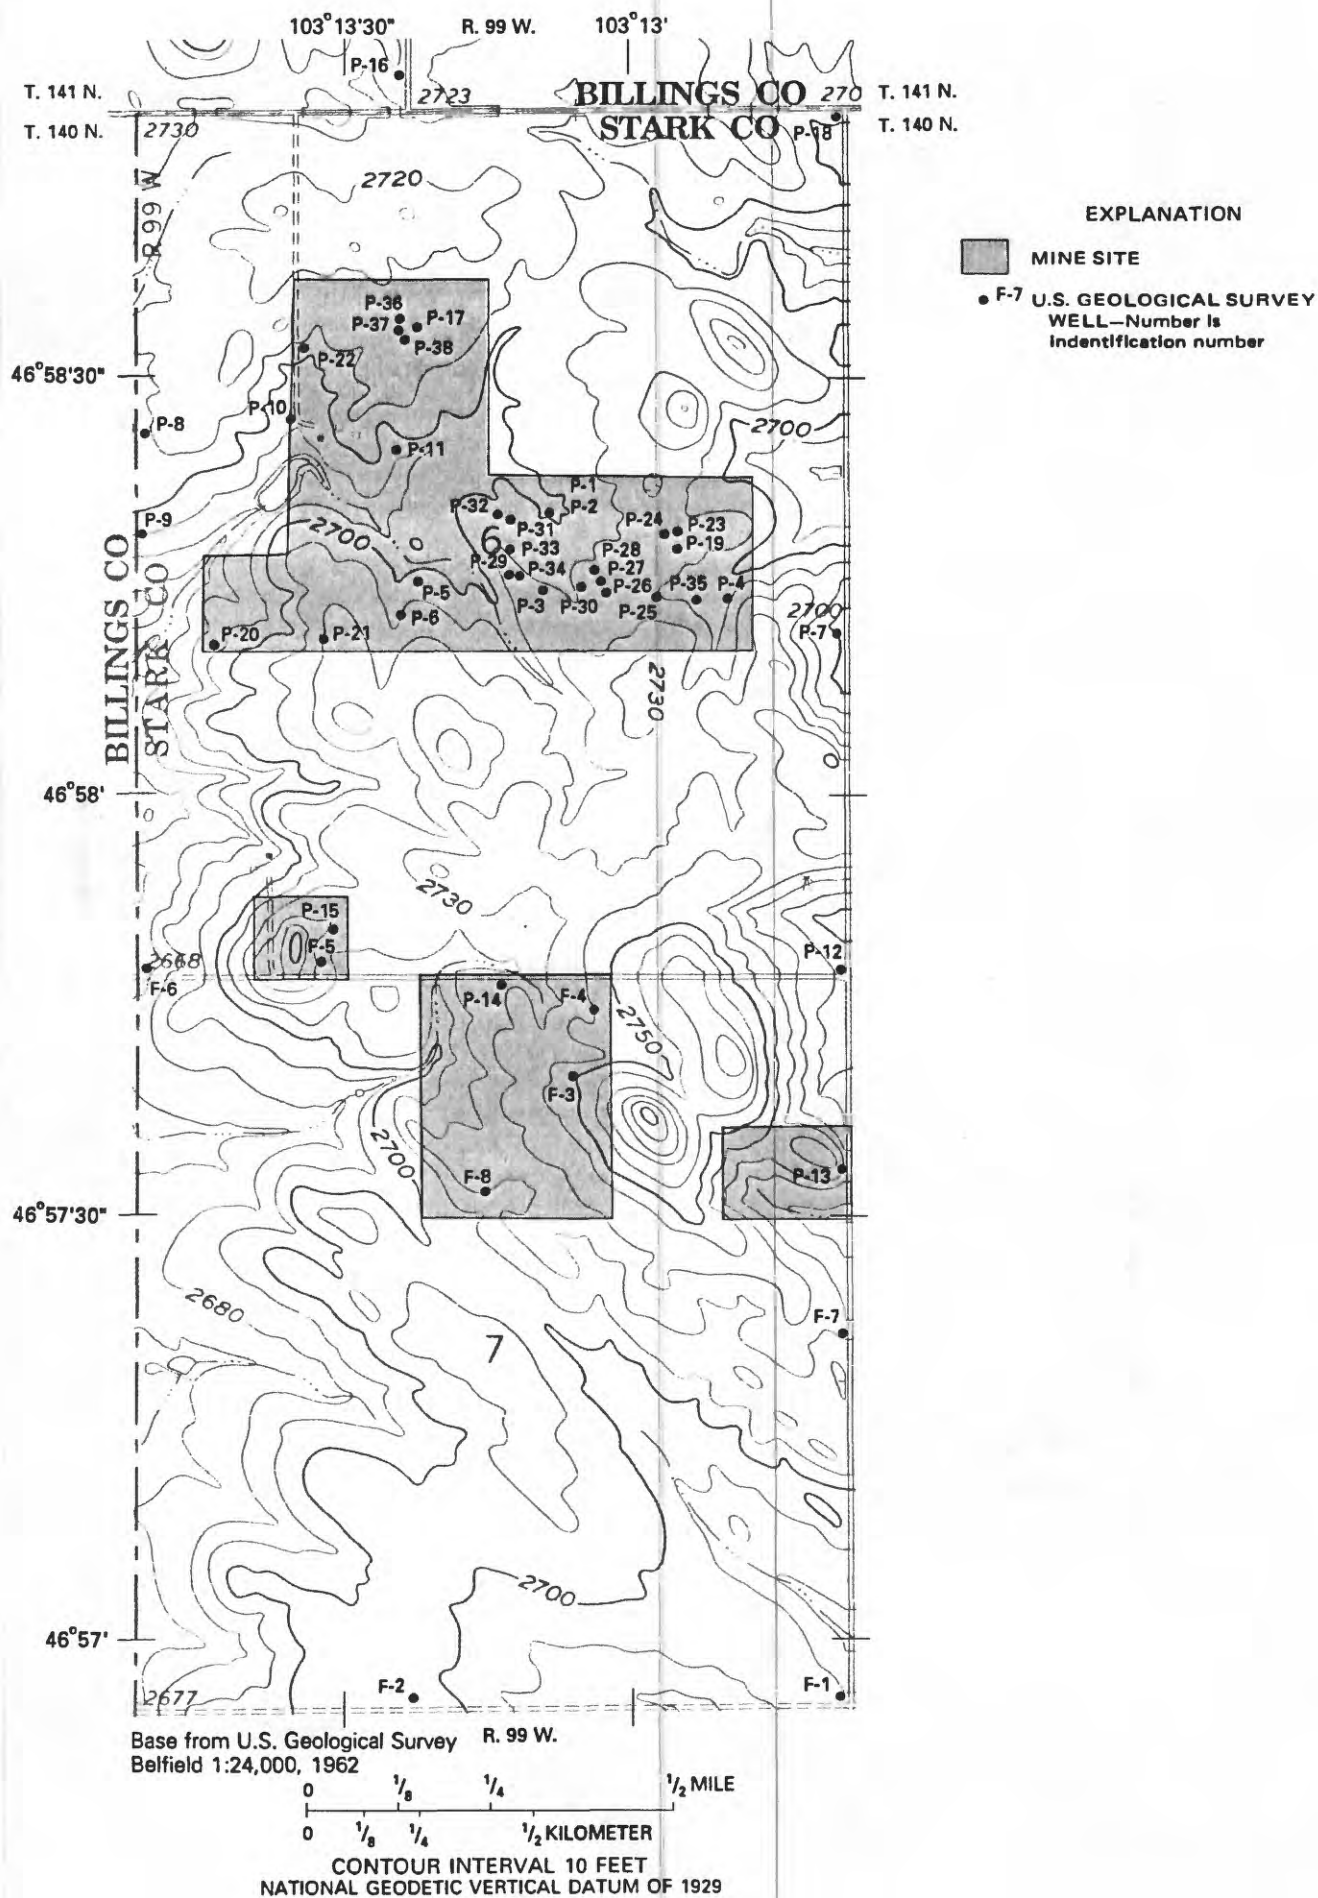 103°13'30" R. 99 W. 103°13'
P-16
T. 141 N. 2723 BILLINGS CO 270 T. 141 N.
T. 140 N. 2730 STARK CO P-18 T. 140 N.
R 99 W
2720
EXPLANATION
MINE SITE
F-7 U.S. GEOLOGICAL SURVEY
WELL—Number is
Indentification number
P-36
P-37 P-17
P-38
P-22
46°58'30"
P-10
P-8
2700
P-11
P-1
P-32 P-2
P-9 P-31 P-24 P-23
2700 6 P-33 P-19
P-28
P-29 P-34 P-27
P-5 P-26 P-35 P-4
P-3 P-30 P-25
P-6 2700
P-20 P-21 P-7
BILLINGS CO
STARK CO
2730
46°58'
2730
P-15
F-5
2668 P-12
F-6 P-14 F-4
2750
F-3
2700
F-8 P-13
46°57'30"
2680
F-7
7
2700
46°57'
2677 F-2 F-1
Base from U.S. Geological Survey R. 99 W.
Belfield 1:24,000, 1962
0 1/8 1/4 1/2 MILE
0 1/8 1/4 1/2 KILOMETER
CONTOUR INTERVAL 10 FEET
NATIONAL GEODETIC VERTICAL DATUM OF 1929